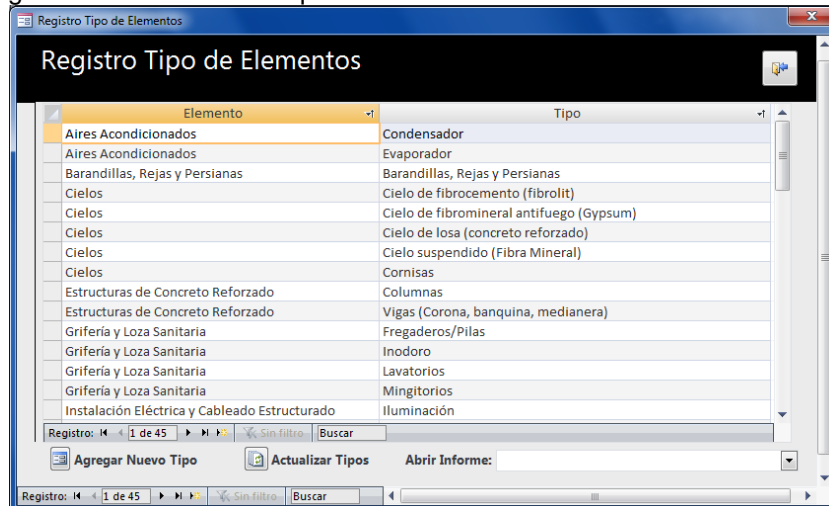 Registro Tipo de Elementos
Registro Tipo de Elementos
Elemento Tipo
Aires Acondicionados Condensador
Aires Acondicionados Evaporador
Barandillas, Rejas y Persianas Barandillas, Rejas y Persianas
Cielos Cielo de fibrocemento (fibrolit)
Cielos Cielo de fibromineral antifuego (Gypsum)
Cielos Cielo de losa (concreto reforzado)
Cielos Cielo suspendido (Fibra Mineral)
Cielos Cornisas
Estructuras de Concreto Reforzado Columnas
Estructuras de Concreto Reforzado Vigas (Corona, banquina, medianera)
Grifería y Loza Sanitaria Fregaderos/Pilas
Grifería y Loza Sanitaria Inodoro
Grifería y Loza Sanitaria Lavatorios
Grifería y Loza Sanitaria Mingitorios
Instalación Eléctrica y Cableado Estructurado Iluminación
Registro: 1 de 45 Sin filtro Buscar
Agregar Nuevo Tipo Actualizar Tipos Abrir Informe:
Registro: 1 de 45 Sin filtro Buscar